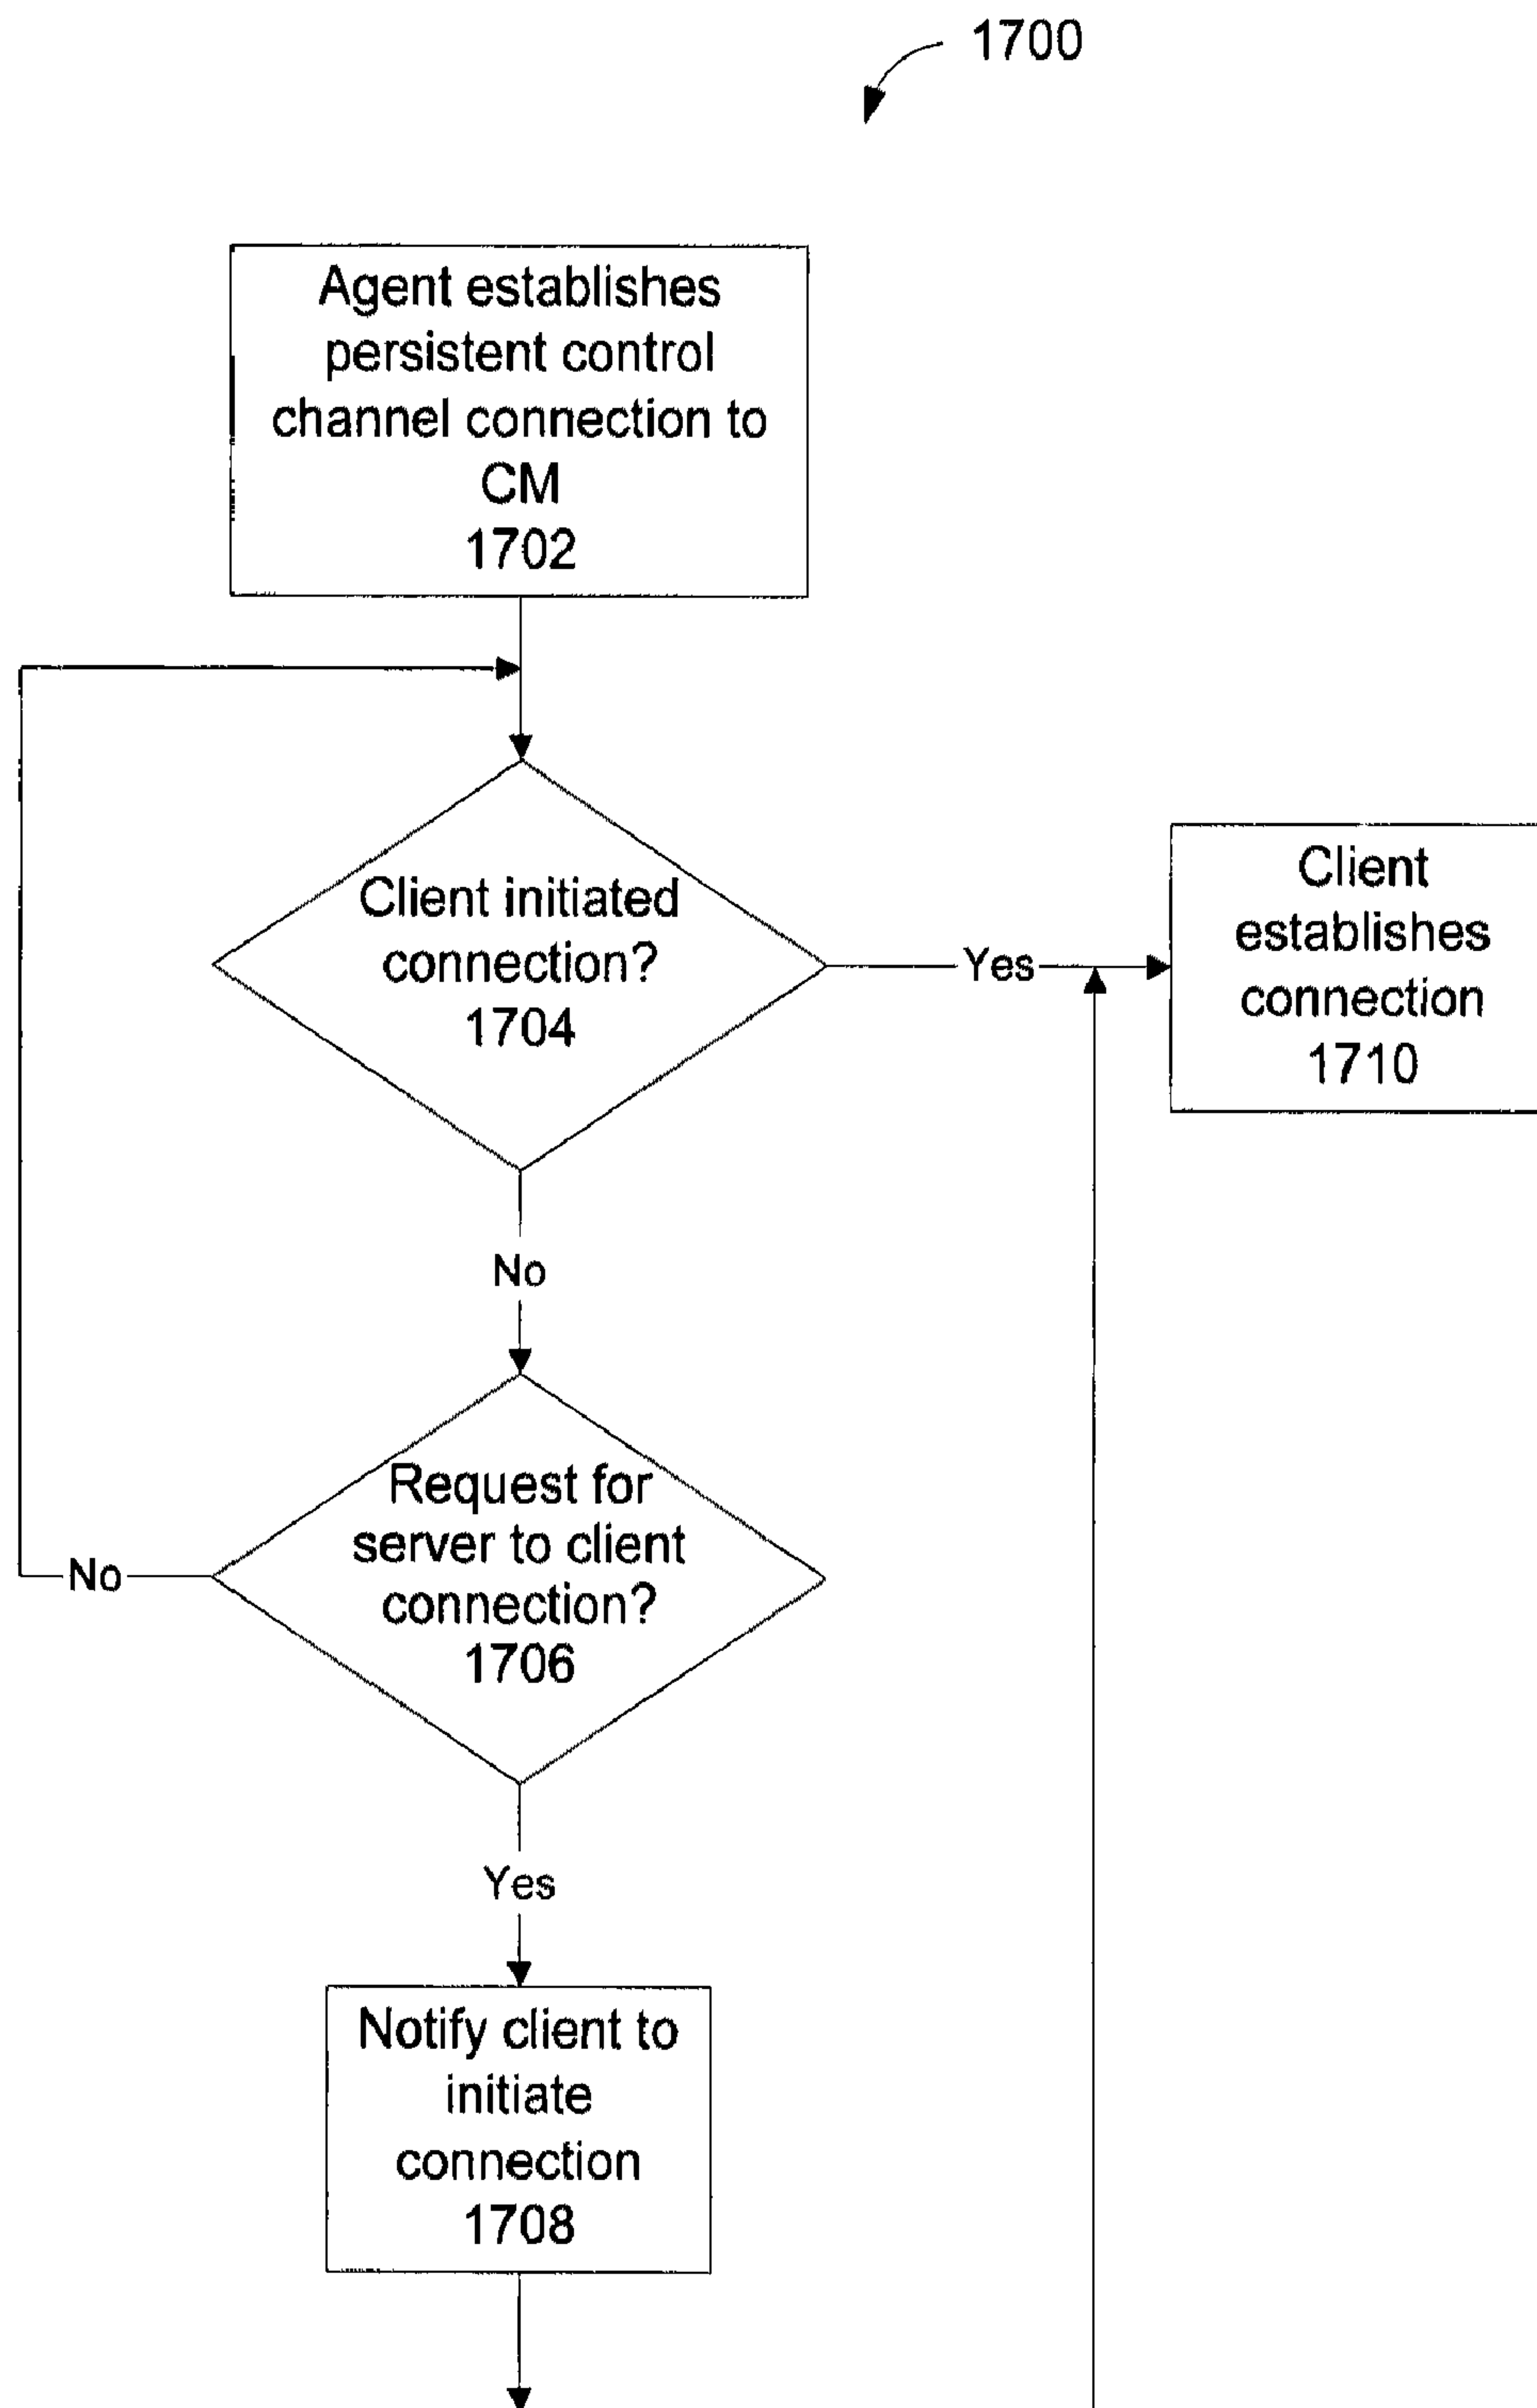 1700
Agent establishes
persistent control
channel connection to
CM
1702
Client initiated
connection?
1704
Yes
Client
establishes
connection
1710
No
Request for
server to client
connection?
1706
No
Yes
Notify client to
initiate
connection
1708